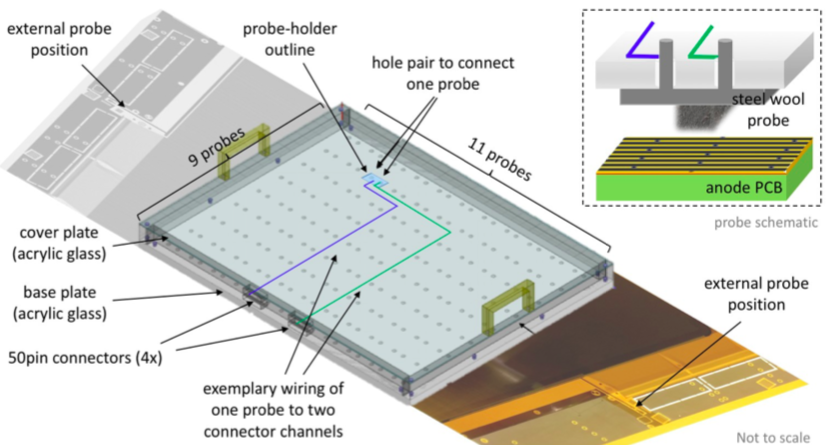 external probe
position
probe-holder
outline
hole pair to connect
one probe
9 probes
11 probes
steel wool
probe
anode PCB
probe schematic
cover plate
(acrylic glass)
base plate
(acrylic glass)
50pin connectors (4x)
exemplary wiring of
one probe to two
connector channels
external probe
position
Not to scale